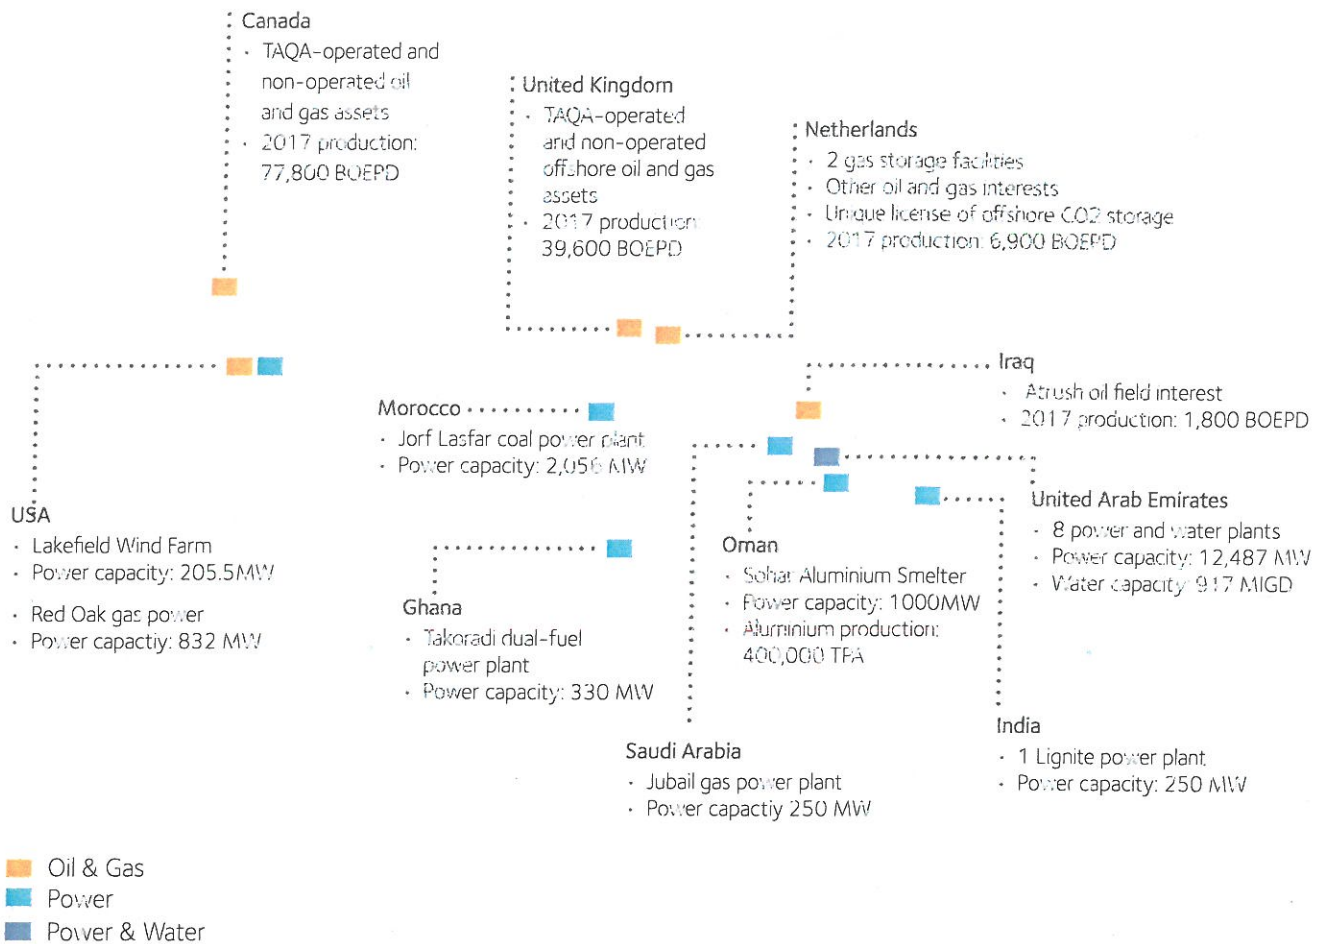 Canada
· TAQA-operated and
non-operated oil
and gas assets
· 2017 production:
77,800 BOEPD
United Kingdom
· TAQA-operated
and non-operated
offshore oil and gas
assets
· 2017 production
39,600 BOEPD
Netherlands
· 2 gas storage facilities
· Other oil and gas interests
· Unique license of offshore CO2 storage
· 2017 production: 6,900 BOEPD
Iraq
· Atrush oil field interest
· 2017 production: 1,800 BOEPD
Morocco
· Jorf Lasfar coal power plant
· Power capacity: 2,056 MW
USA
· Lakefield Wind Farm
· Power capacity: 205.5MW
· Red Oak gas power
· Power capactiy: 832 MW
Ghana
· Takoradi dual-fuel
power plant
· Power capacity: 330 MW
Oman
· Sohar Aluminium Smelter
· Power capacity: 1000MW
· Aluminium production:
400,000 TPA
United Arab Emirates
· 8 power and water plants
· Power capacity: 12,487 MW
· Water capacity: 917 MIGD
Saudi Arabia
· Jubail gas power plant
· Power capactiy 250 MW
India
· 1 Lignite power plant
· Power capacity: 250 MW
Oil & Gas
Power
Power & Water